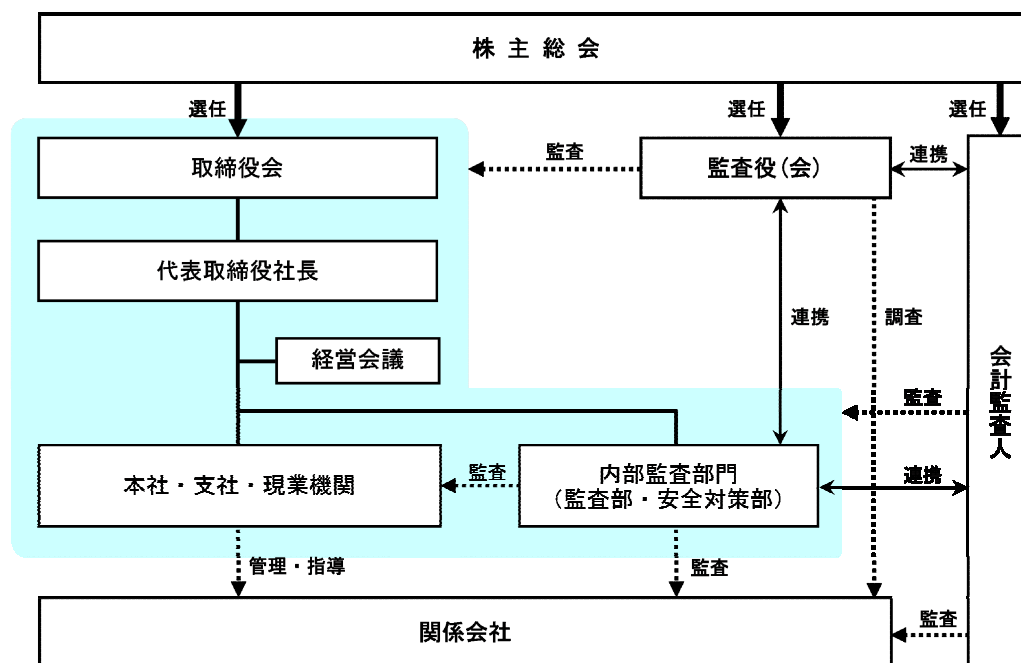 株 主 総 会
選任
選任
選任
取締役会
監査
監査役（会）
連携
代表取締役社長
連携
調査
経営会議
会計監査人
監査
本社・支社・現業機関
監査
内部監査部門
（監査部・安全対策部）
連携
管理・指導
監査
関係会社
監査